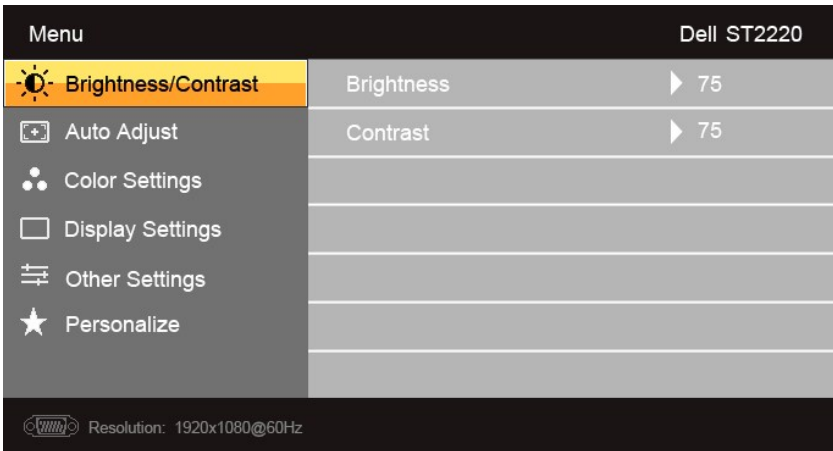 Menu Dell ST2220
Brightness/Contrast Brightness 75
Auto Adjust Contrast 75
Color Settings
Display Settings
Other Settings
Personalize
Resolution: 1920x1080@60Hz